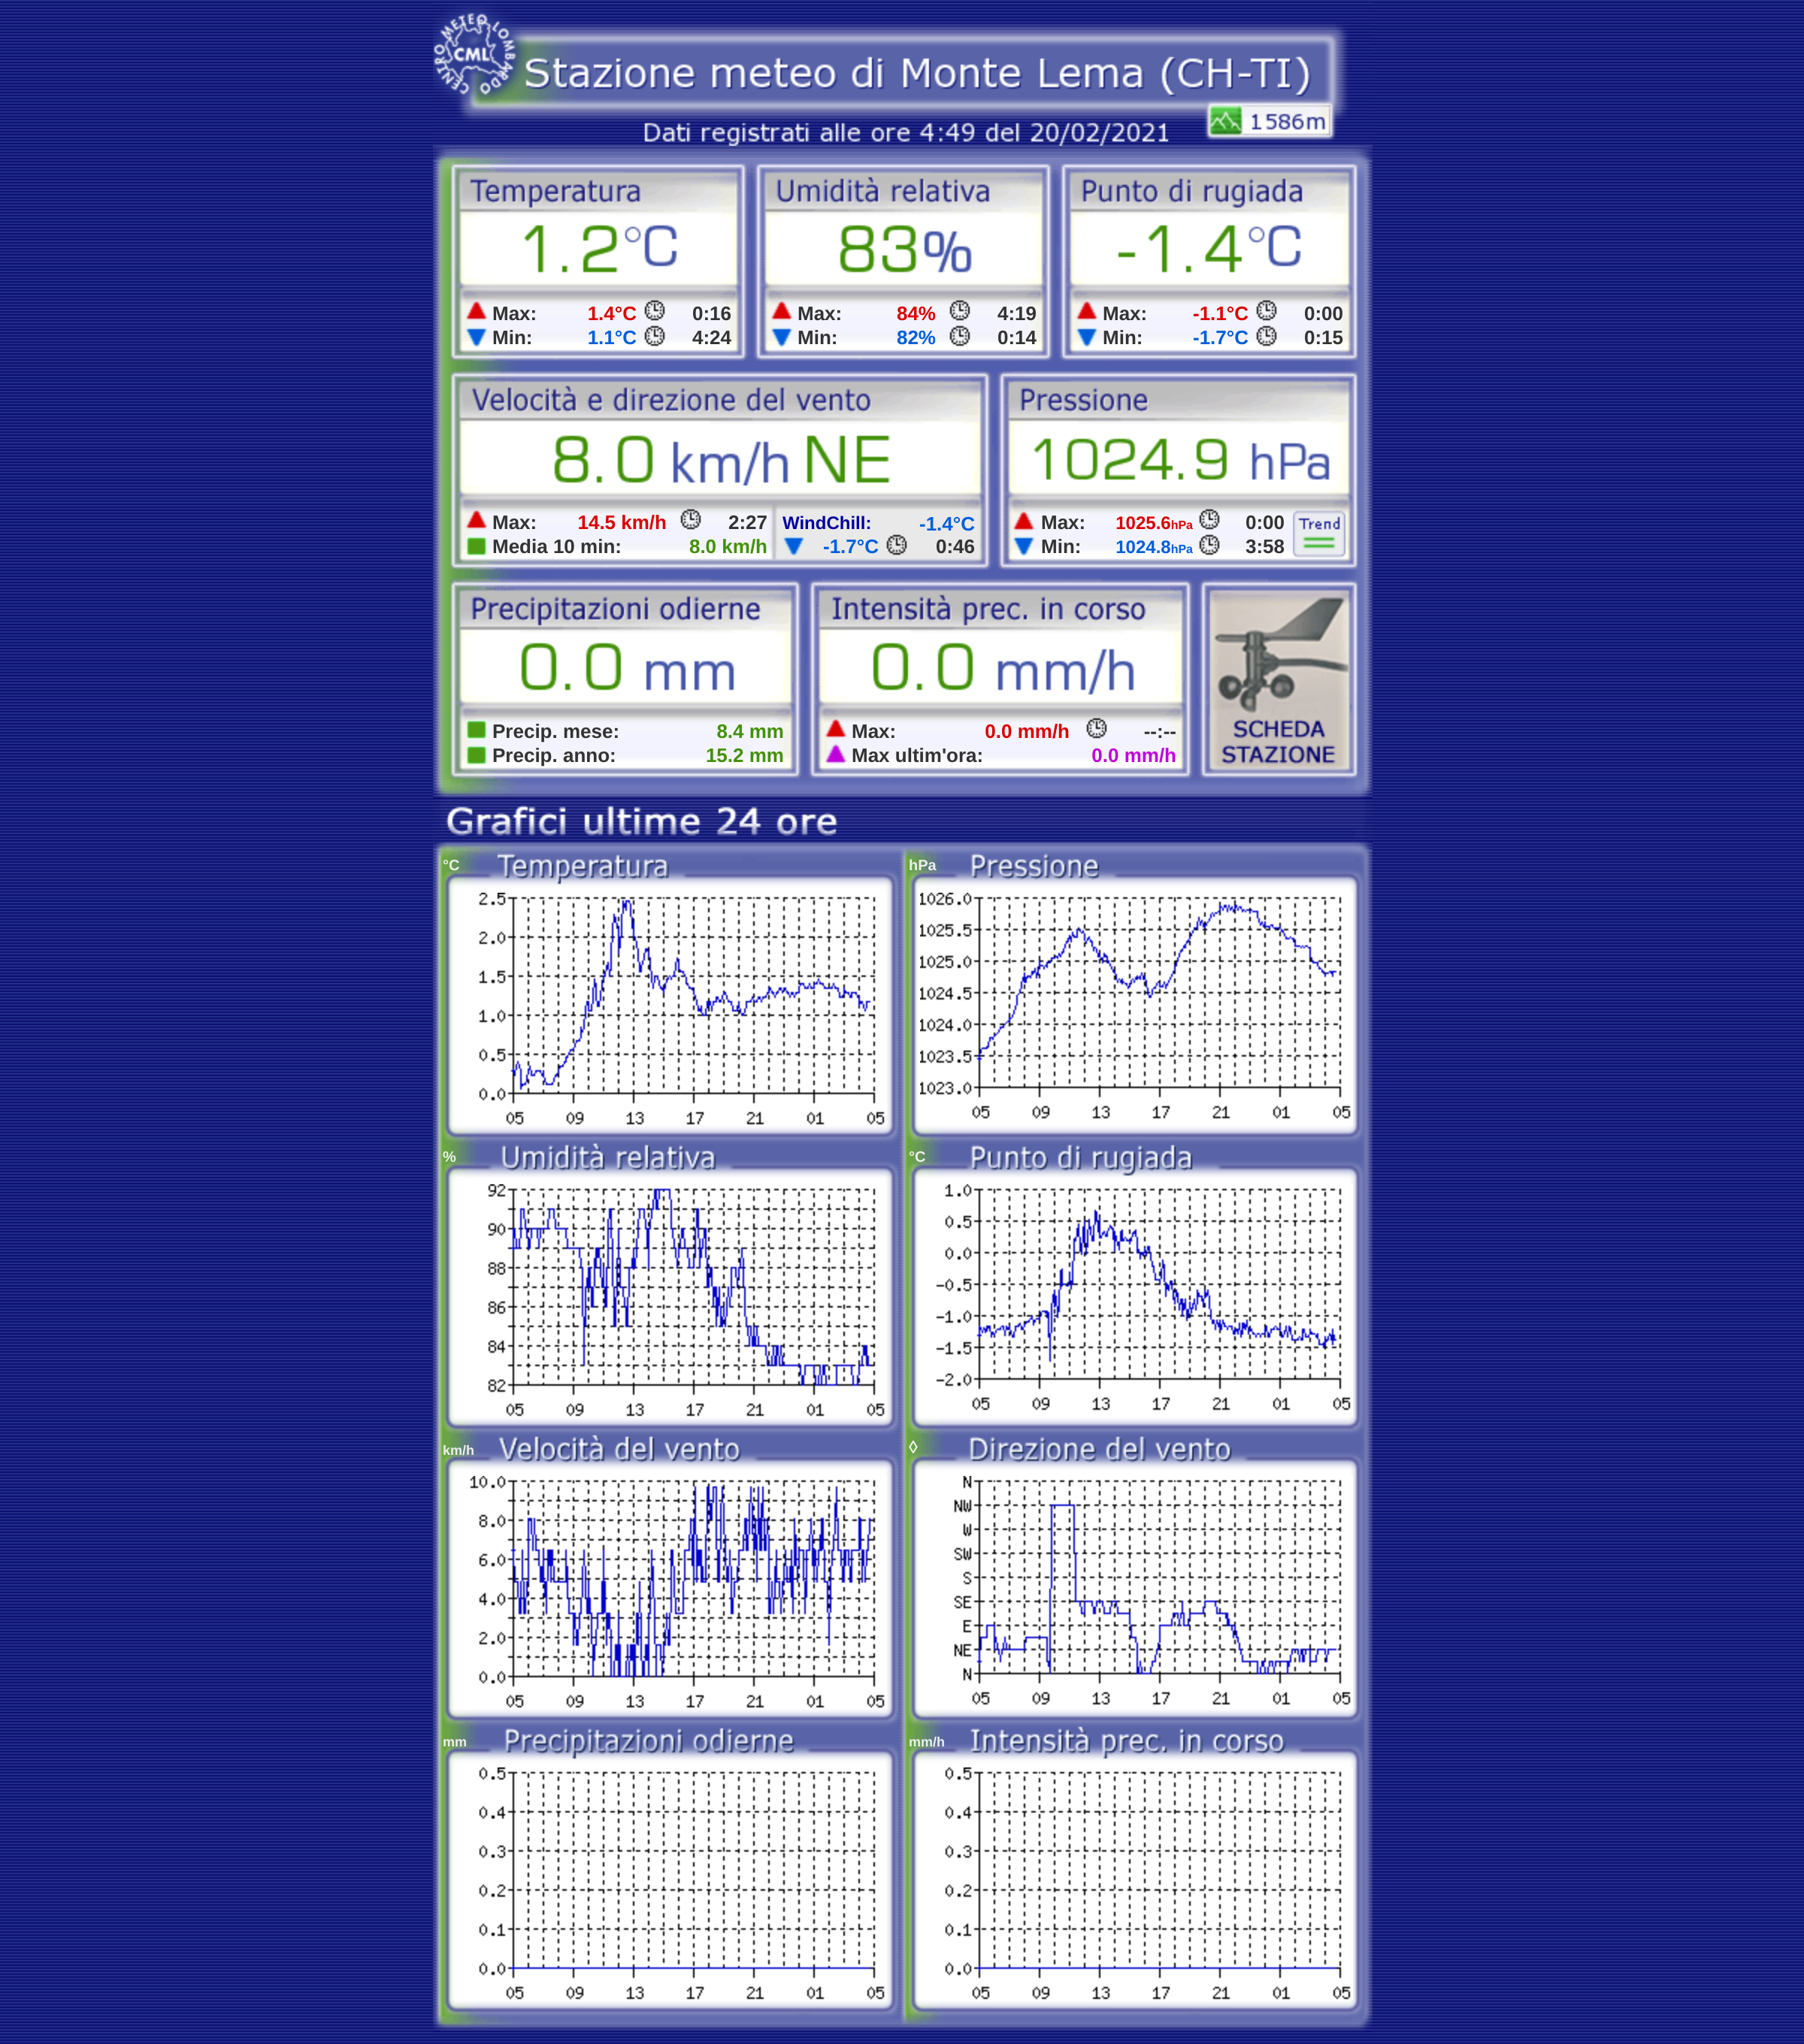 CENTRO METEO LOMBARDO
CML
Stazione meteo di Monte Lema (CH-TI)
1586m
Dati registrati alle ore 4:49 del 20/02/2021
Temperatura
1.2°C
Max: 1.4°C 0:16
Min: 1.1°C 4:24
Umidità relativa
83%
Max: 84% 4:19
Min: 82% 0:14
Punto di rugiada
-1.4°C
Max: -1.1°C 0:00
Min: -1.7°C 0:15
Velocità e direzione del vento
8.0 km/h NE
Max: 14.5 km/h 2:27
Media 10 min: 8.0 km/h
WindChill: -1.4°C
-1.7°C 0:46
Pressione
1024.9 hPa
Max: 1025.6hPa 0:00
Min: 1024.8hPa 3:58
Trend
Precipitazioni odierne
0.0 mm
Precip. mese: 8.4 mm
Precip. anno: 15.2 mm
Intensità prec. in corso
0.0 mm/h
Max: 0.0 mm/h --:--
Max ultim'ora: 0.0 mm/h
SCHEDA
STAZIONE
Grafici ultime 24 ore
°C Temperatura
2.5
2.0
1.5
1.0
0.5
0.0
05 09 13 17 21 01 05
hPa Pressione
1026.0
1025.5
1025.0
1024.5
1024.0
1023.5
1023.0
05 09 13 17 21 01 05
% Umidità relativa
92
90
88
86
84
82
05 09 13 17 21 01 05
°C Punto di rugiada
1.0
0.5
0.0
-0.5
-1.0
-1.5
-2.0
05 09 13 17 21 01 05
km/h Velocità del vento
10.0
8.0
6.0
4.0
2.0
0.0
05 09 13 17 21 01 05
◊ Direzione del vento
N
NW
W
SW
S
SE
E
NE
N
05 09 13 17 21 01 05
mm Precipitazioni odierne
0.5
0.4
0.3
0.2
0.1
0.0
05 09 13 17 21 01 05
mm/h Intensità prec. in corso
0.5
0.4
0.3
0.2
0.1
0.0
05 09 13 17 21 01 05